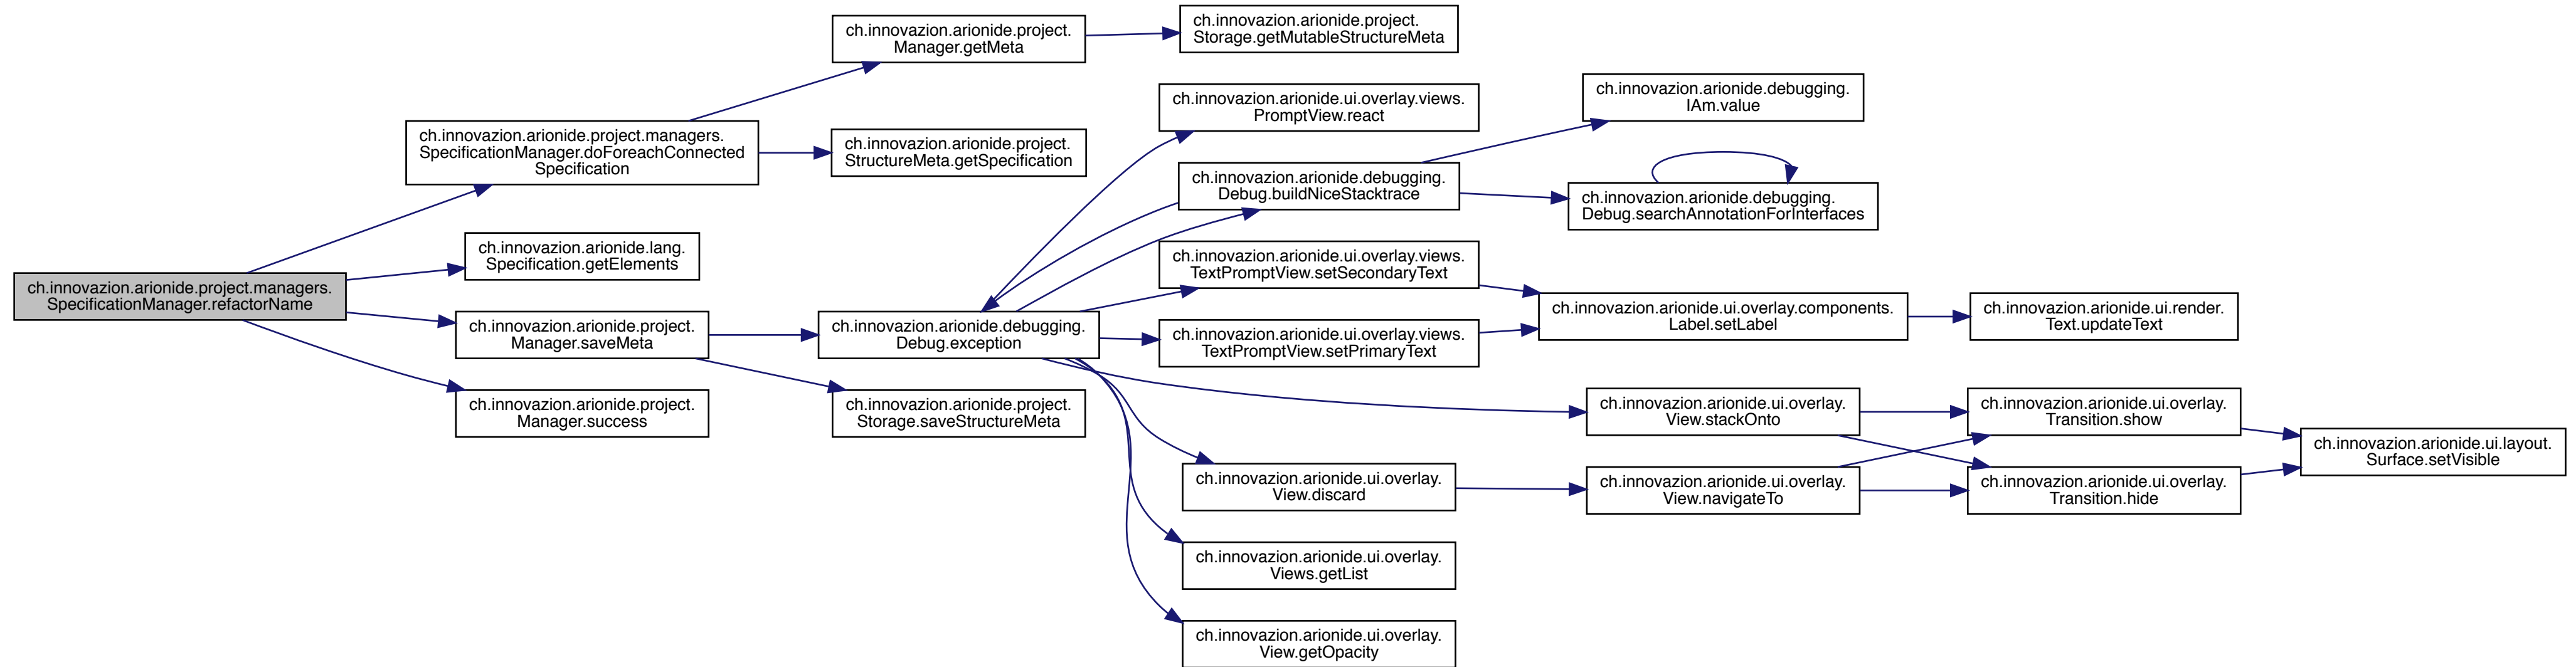 ch.innovazion.arionide.project.managers.
SpecificationManager.refactorName
ch.innovazion.arionide.project.managers.
SpecificationManager.doForeachConnected
Specification
ch.innovazion.arionide.lang.
Specification.getElements
ch.innovazion.arionide.project.
Manager.saveMeta
ch.innovazion.arionide.project.
Manager.success
ch.innovazion.arionide.project.
Manager.getMeta
ch.innovazion.arionide.project.
StructureMeta.getSpecification
ch.innovazion.arionide.debugging.
Debug.exception
ch.innovazion.arionide.project.
Storage.saveStructureMeta
ch.innovazion.arionide.project.
Storage.getMutableStructureMeta
ch.innovazion.arionide.ui.overlay.views.
PromptView.react
ch.innovazion.arionide.debugging.
Debug.buildNiceStacktrace
ch.innovazion.arionide.ui.overlay.views.
TextPromptView.setSecondaryText
ch.innovazion.arionide.ui.overlay.views.
TextPromptView.setPrimaryText
ch.innovazion.arionide.ui.overlay.
View.discard
ch.innovazion.arionide.ui.overlay.
Views.getList
ch.innovazion.arionide.ui.overlay.
View.getOpacity
ch.innovazion.arionide.debugging.
IAm.value
ch.innovazion.arionide.debugging.
Debug.searchAnnotationForInterfaces
ch.innovazion.arionide.ui.overlay.components.
Label.setLabel
ch.innovazion.arionide.ui.overlay.
View.stackOnto
ch.innovazion.arionide.ui.overlay.
View.navigateTo
ch.innovazion.arionide.ui.render.
Text.updateText
ch.innovazion.arionide.ui.overlay.
Transition.show
ch.innovazion.arionide.ui.overlay.
Transition.hide
ch.innovazion.arionide.ui.layout.
Surface.setVisible